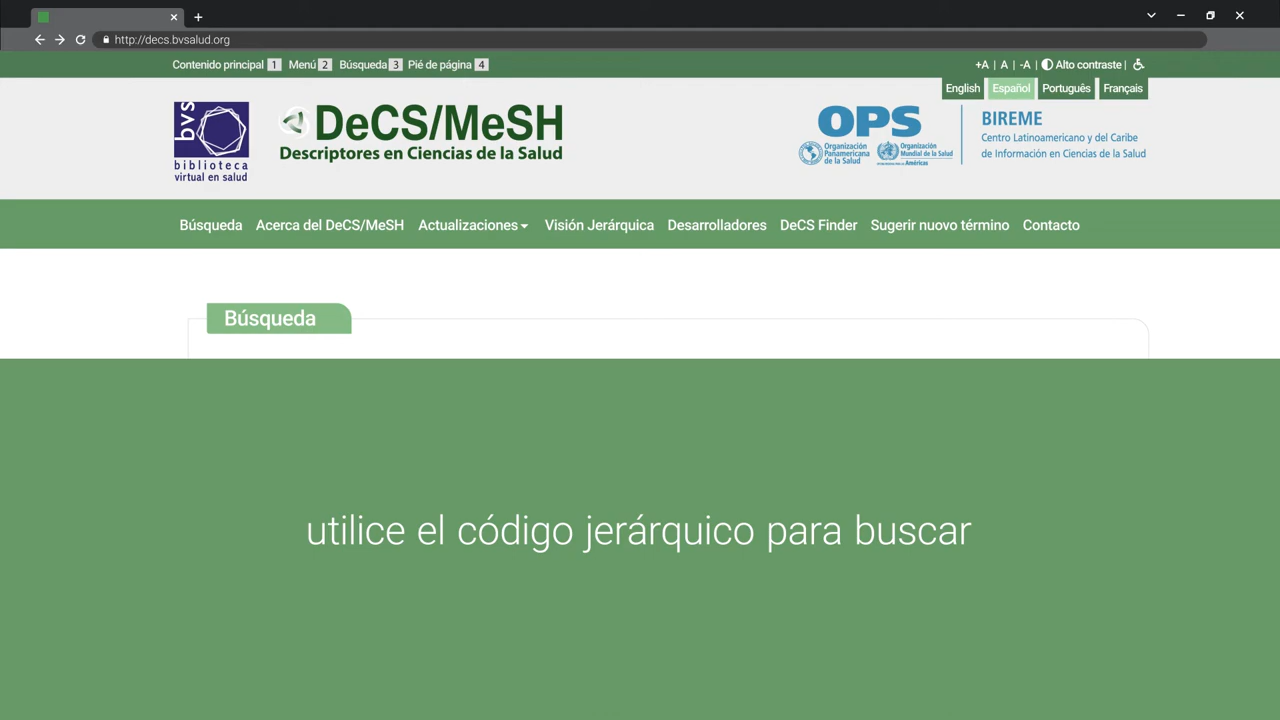 http://decs.bvsalud.org
Contenido principal 1 Menú 2 Búsqueda 3 Pié de página 4
+A | A | -A | Alto contraste |
English Español Português Français
bvs
biblioteca
virtual en salud
DeCS/MeSH
Descriptores en Ciencias de la Salud
OPS
Organización
Panamericana
de la Salud
Organización
Mundial de la Salud
BIREME
Centro Latinoamericano y del Caribe
de Información en Ciencias de la Salud
Búsqueda Acerca del DeCS/MeSH Actualizaciones Visión Jerárquica Desarrolladores DeCS Finder Sugerir nuevo término Contacto
Búsqueda
utilice el código jerárquico para buscar